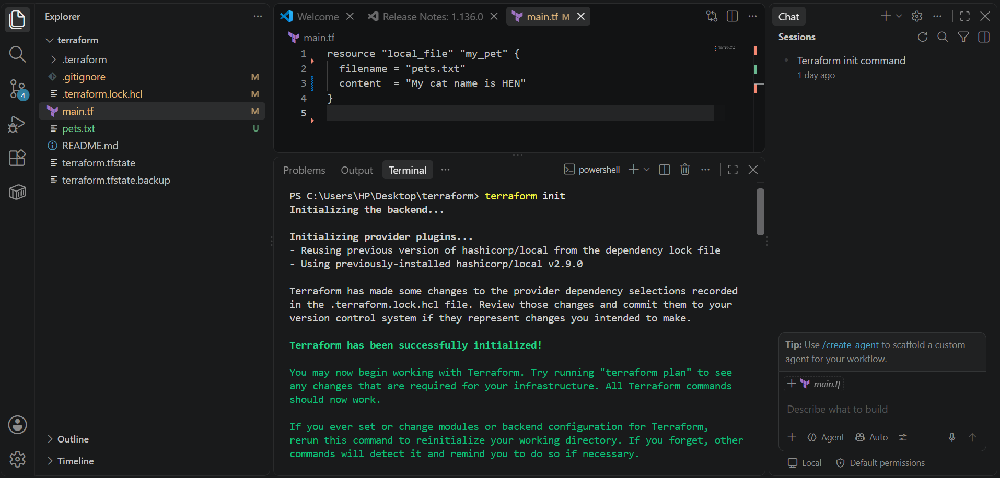 Explorer
terraform
.terraform
.gitignore M
.terraform.lock.hcl M
main.tf M
pets.txt U
README.md
terraform.tfstate
terraform.tfstate.backup
Outline
Timeline
4
Welcome
Release Notes: 1.136.0
main.tf M
main.tf
1 resource "local_file" "my_pet" {
2 filename = "pets.txt"
3 content  = "My cat name is HEN"
4 }
5
Problems Output Terminal
powershell
PS C:\Users\HP\Desktop\terraform> terraform init
Initializing the backend...
Initializing provider plugins...
- Reusing previous version of hashicorp/local from the dependency lock file
- Using previously-installed hashicorp/local v2.9.0
Terraform has made some changes to the provider dependency selections recorded
in the .terraform.lock.hcl file. Review those changes and commit them to your
version control system if they represent changes you intended to make.
Terraform has been successfully initialized!
You may now begin working with Terraform. Try running "terraform plan" to see
any changes that are required for your infrastructure. All Terraform commands
should now work.
If you ever set or change modules or backend configuration for Terraform,
rerun this command to reinitialize your working directory. If you forget, other
commands will detect it and remind you to do so if necessary.
Chat
Sessions
Terraform init command
1 day ago
Tip: Use /create-agent to scaffold a custom
agent for your workflow.
main.tf
Describe what to build
Agent Auto
Local Default permissions